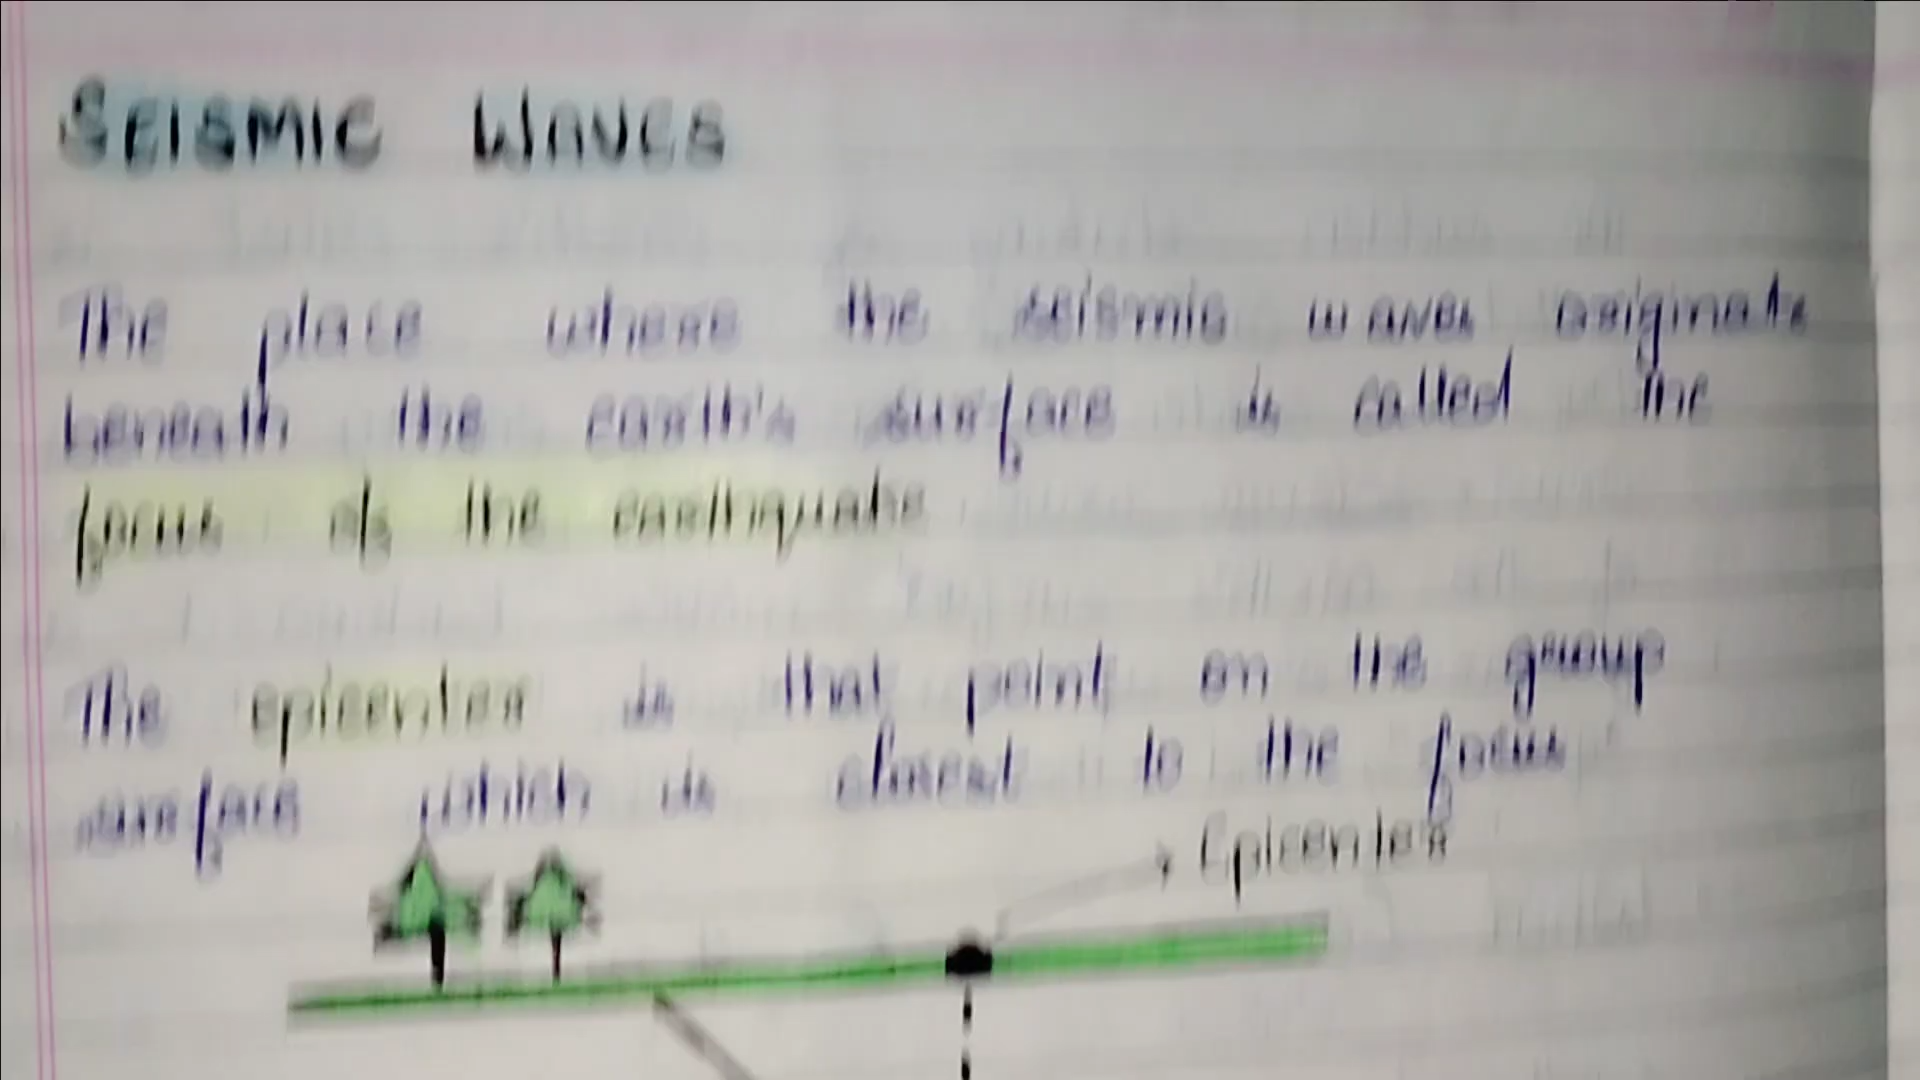 SEISMIC WAVES
The place where the seismic waves originate
beneath the earth's surface is called the
focus of the earthquake
The epicenter is that point on the group
surface which is closest to the focus
Epicenter